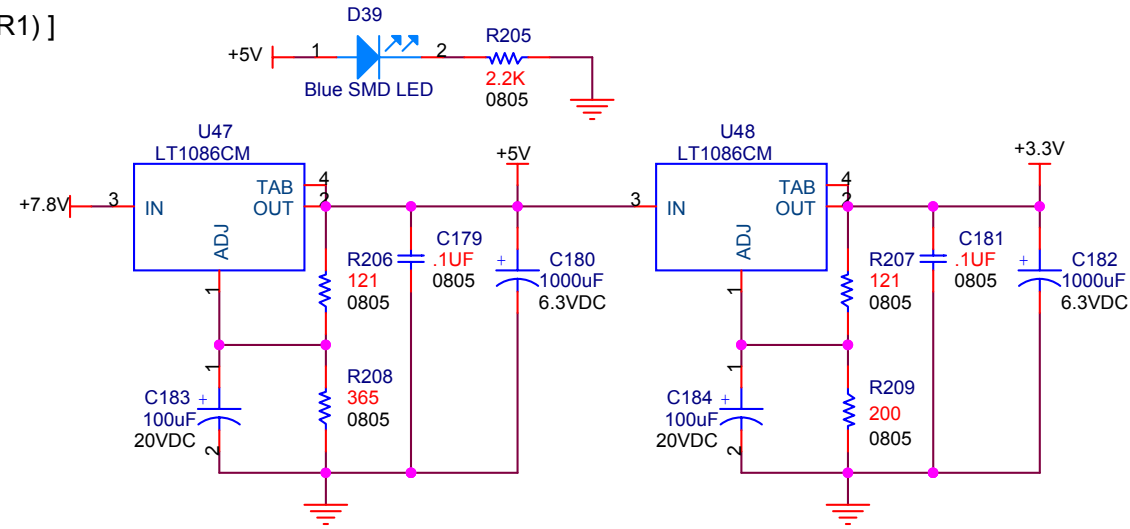 R1) ]
D39
+5V
1
2
R205
2.2K
0805
Blue SMD LED
U47
LT1086CM
+7.8V
3
IN
TAB
OUT
ADJ
4
2
1
+5V
R206
121
0805
C179
.1UF
0805
+
C180
1000uF
6.3VDC
1
C183
+
100uF
20VDC
2
R208
365
0805
U48
LT1086CM
3
IN
TAB
OUT
ADJ
4
2
1
+3.3V
R207
121
0805
C181
.1UF
0805
+
C182
1000uF
6.3VDC
1
C184
+
100uF
20VDC
2
R209
200
0805